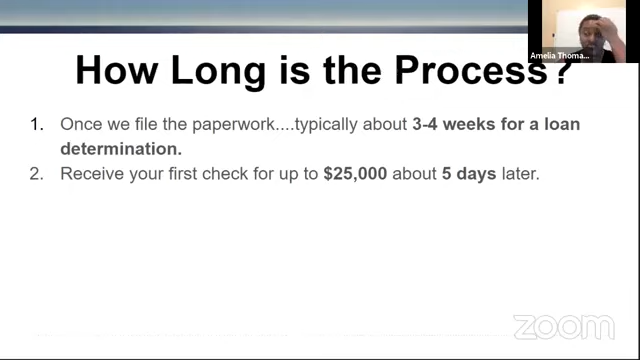 How Long is the Process?
Amelia Thoma...
1. Once we file the paperwork....typically about 3-4 weeks for a loan
determination.
2. Receive your first check for up to $25,000 about 5 days later.
zoom